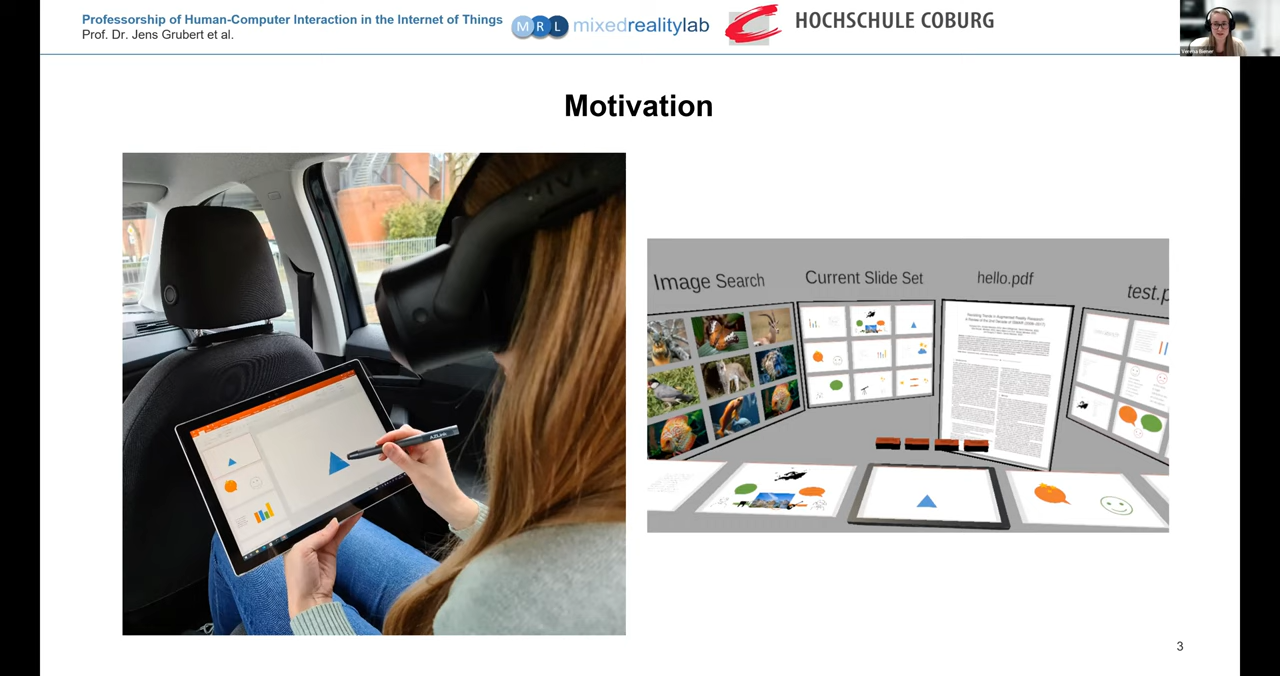 Professorship of Human-Computer Interaction in the Internet of Things
Prof. Dr. Jens Grubert et al.
MRL mixedrealitylab
HOCHSCHULE COBURG
Motivation
Image Search
Current Slide Set
hello.pdf
test.p
3